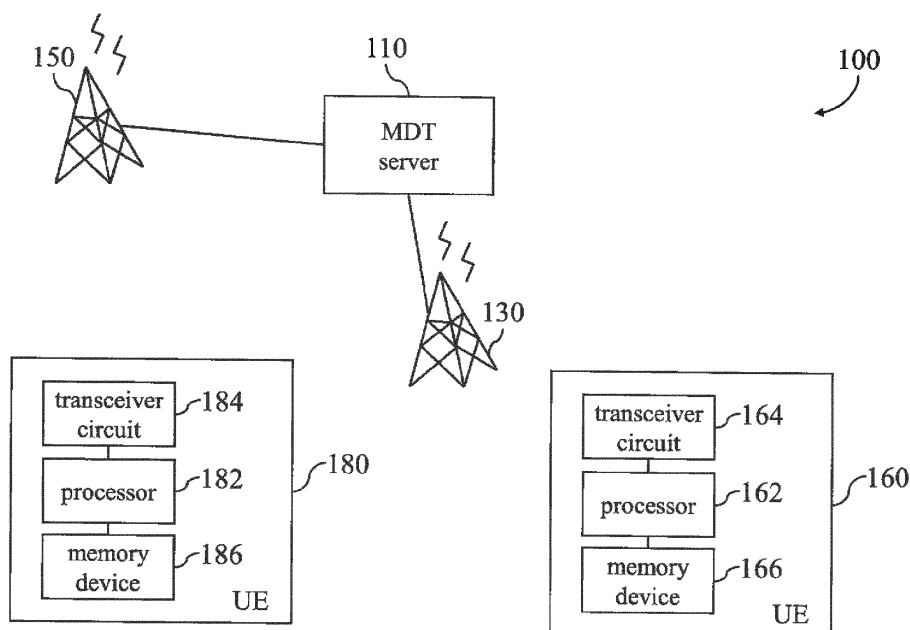 150
110
100
MDT
server
130
transceiver
circuit
184
processor
182
180
memory
device
186
UE
transceiver
circuit
164
processor
162
160
memory
device
166
UE